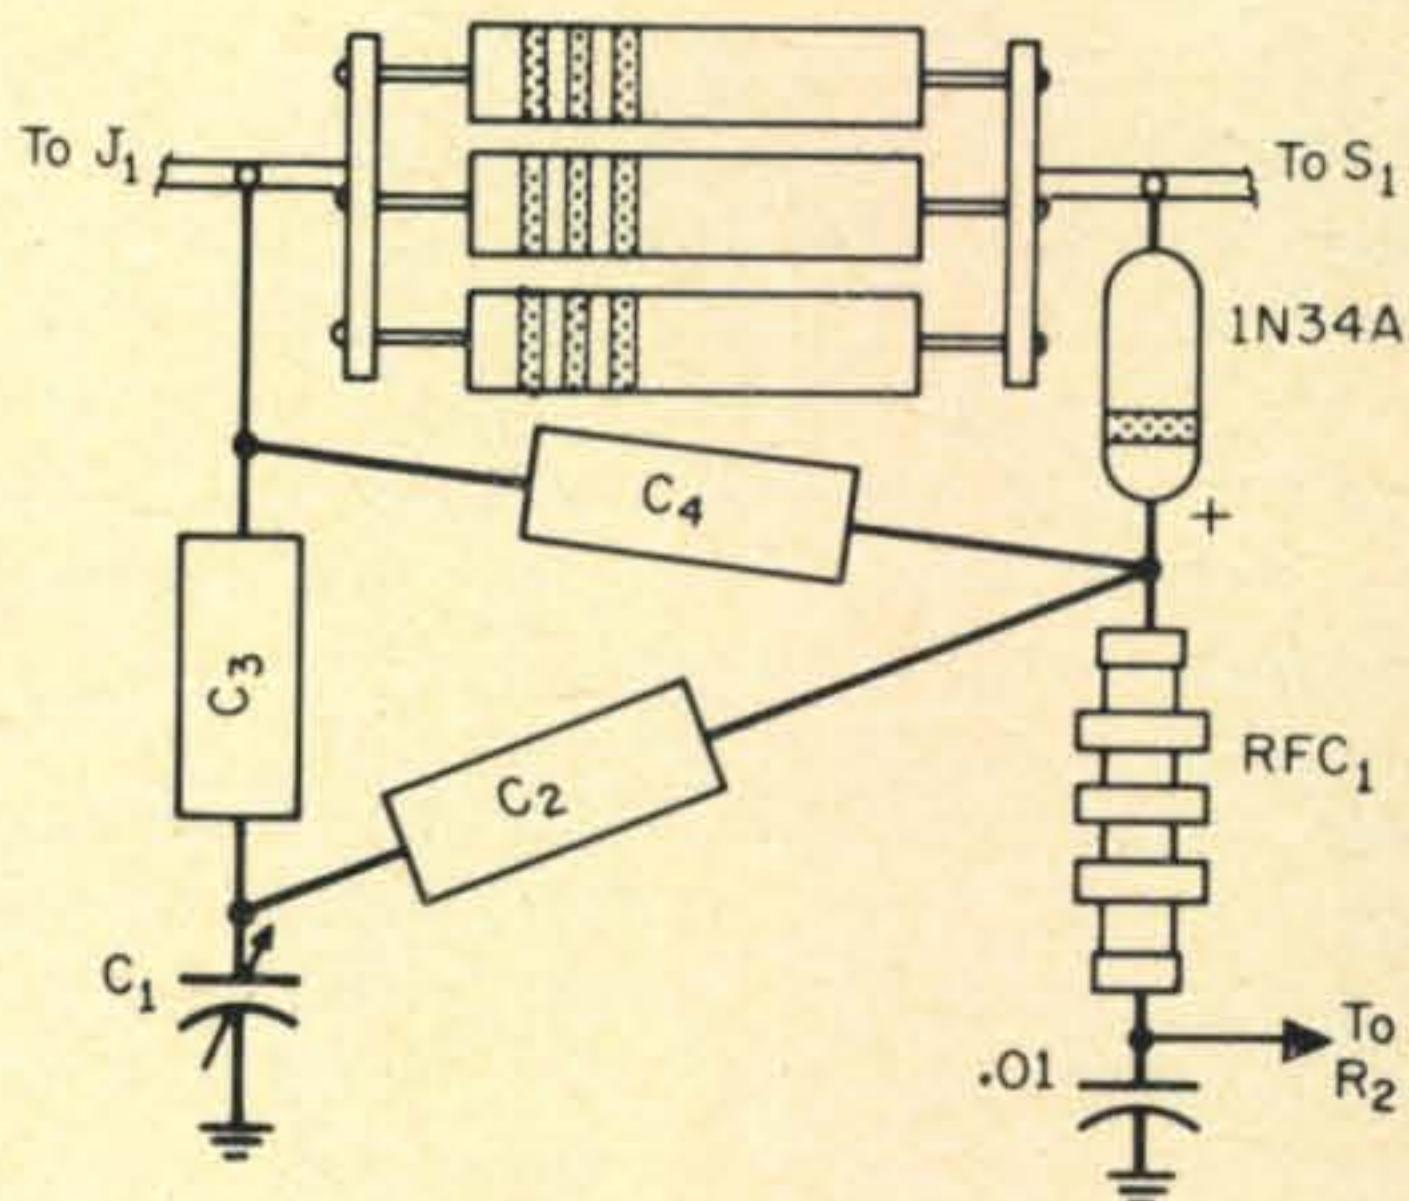 To J₁
To S₁
1N34A
+
C₄
C₃
C₂
RFC₁
C₁
.01
To
R₂